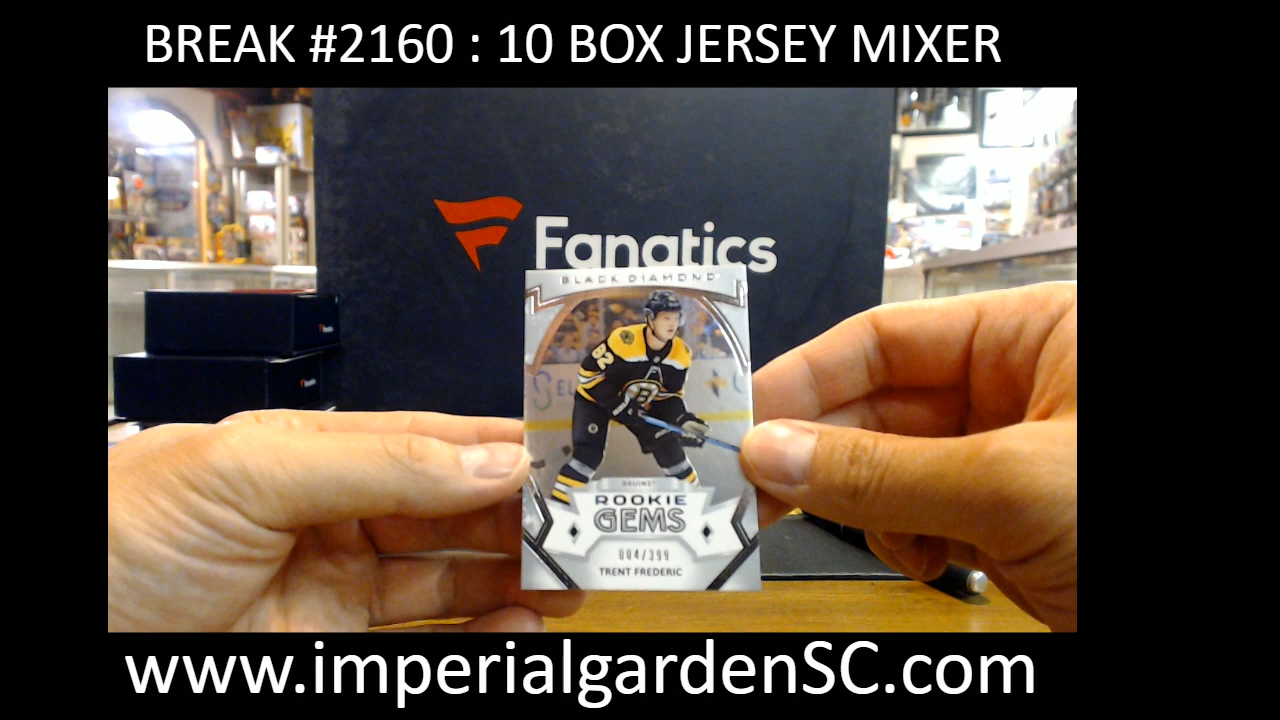 BREAK #2160 : 10 BOX JERSEY MIXER
Fanatics
BLACK DIAMOND
82
BRUINS
ROOKIE
GEMS
004/399
TRENT FREDERIC
www.imperialgardenSC.com